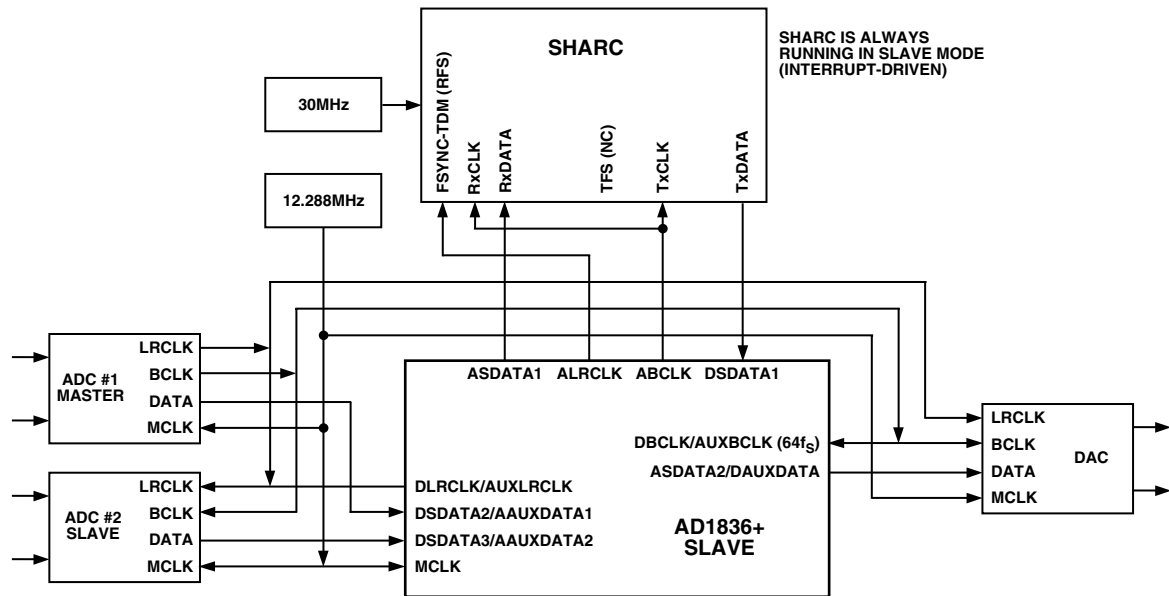 SHARC
SHARC IS ALWAYS
RUNNING IN SLAVE MODE
(INTERRUPT-DRIVEN)
30MHz
12.288MHz
FSYNC-TDM (RFS)
RxCLK
RxDATA
TFS (NC)
TxCLK
TxDATA
ADC #1
MASTER
LRCLK
BCLK
DATA
MCLK
ADC #2
SLAVE
LRCLK
BCLK
DATA
MCLK
ASDATA1 ALRCLK ABCLK DSDATA1
DBCLK/AUXBCLK (64fS)
ASDATA2/DAUXDATA
DLRCLK/AUXLRCLK
DSDATA2/AAUXDATA1
DSDATA3/AAUXDATA2
MCLK
AD1836+
SLAVE
LRCLK
BCLK
DATA
MCLK
DAC